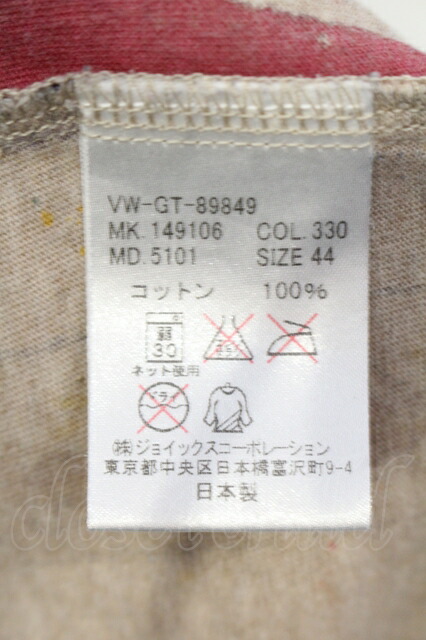 VW-GT-89849
MK.149106 COL.330
MD.5101 SIZE 44
コットン 100%
弱
30
ネット使用
エンソ
ドライ
㈱ジョイックスコーポレーション
東京都中央区日本橋富沢町9-4
日本製
closet child